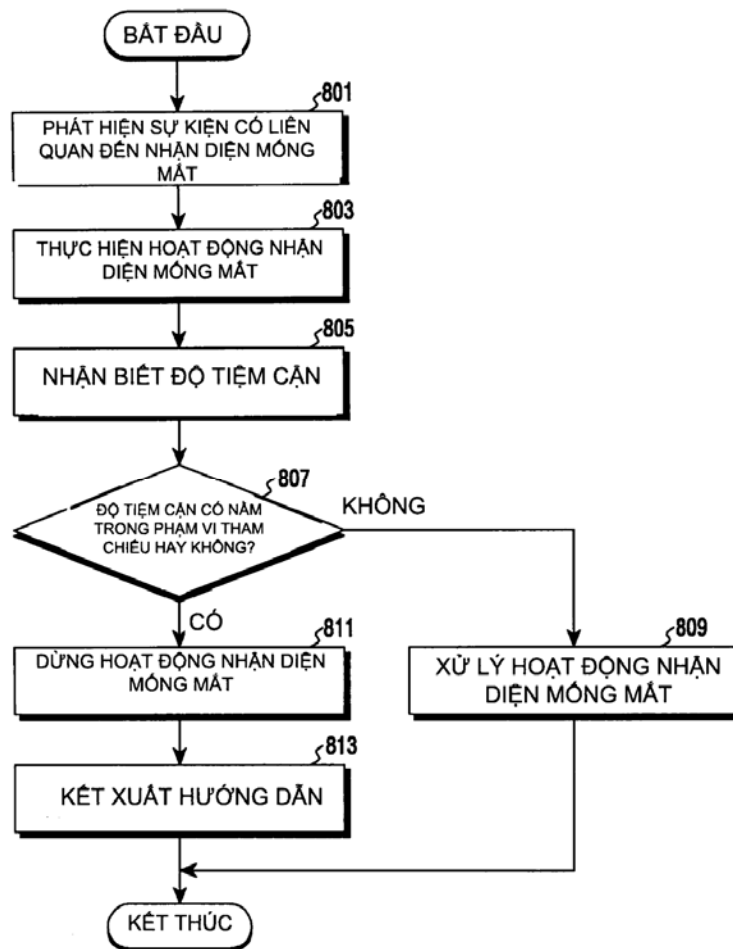 BẮT ĐẦU
801
PHÁT HIỆN SỰ KIỆN CÓ LIÊN
QUAN ĐẾN NHẬN DIỆN MỐNG
MẮT
803
THỰC HIỆN HOẠT ĐỘNG NHẬN
DIỆN MỐNG MẮT
805
NHẬN BIẾT ĐỘ TIỆM CẬN
807
ĐỘ TIỆM CẬN CÓ NẰM
TRONG PHẠM VI THAM
CHIẾU HAY KHÔNG?
KHÔNG
CÓ
811
DỪNG HOẠT ĐỘNG NHẬN DIỆN
MỐNG MẮT
809
XỬ LÝ HOẠT ĐỘNG NHẬN
DIỆN MỐNG MẮT
813
KẾT XUẤT HƯỚNG DẪN
KẾT THÚC